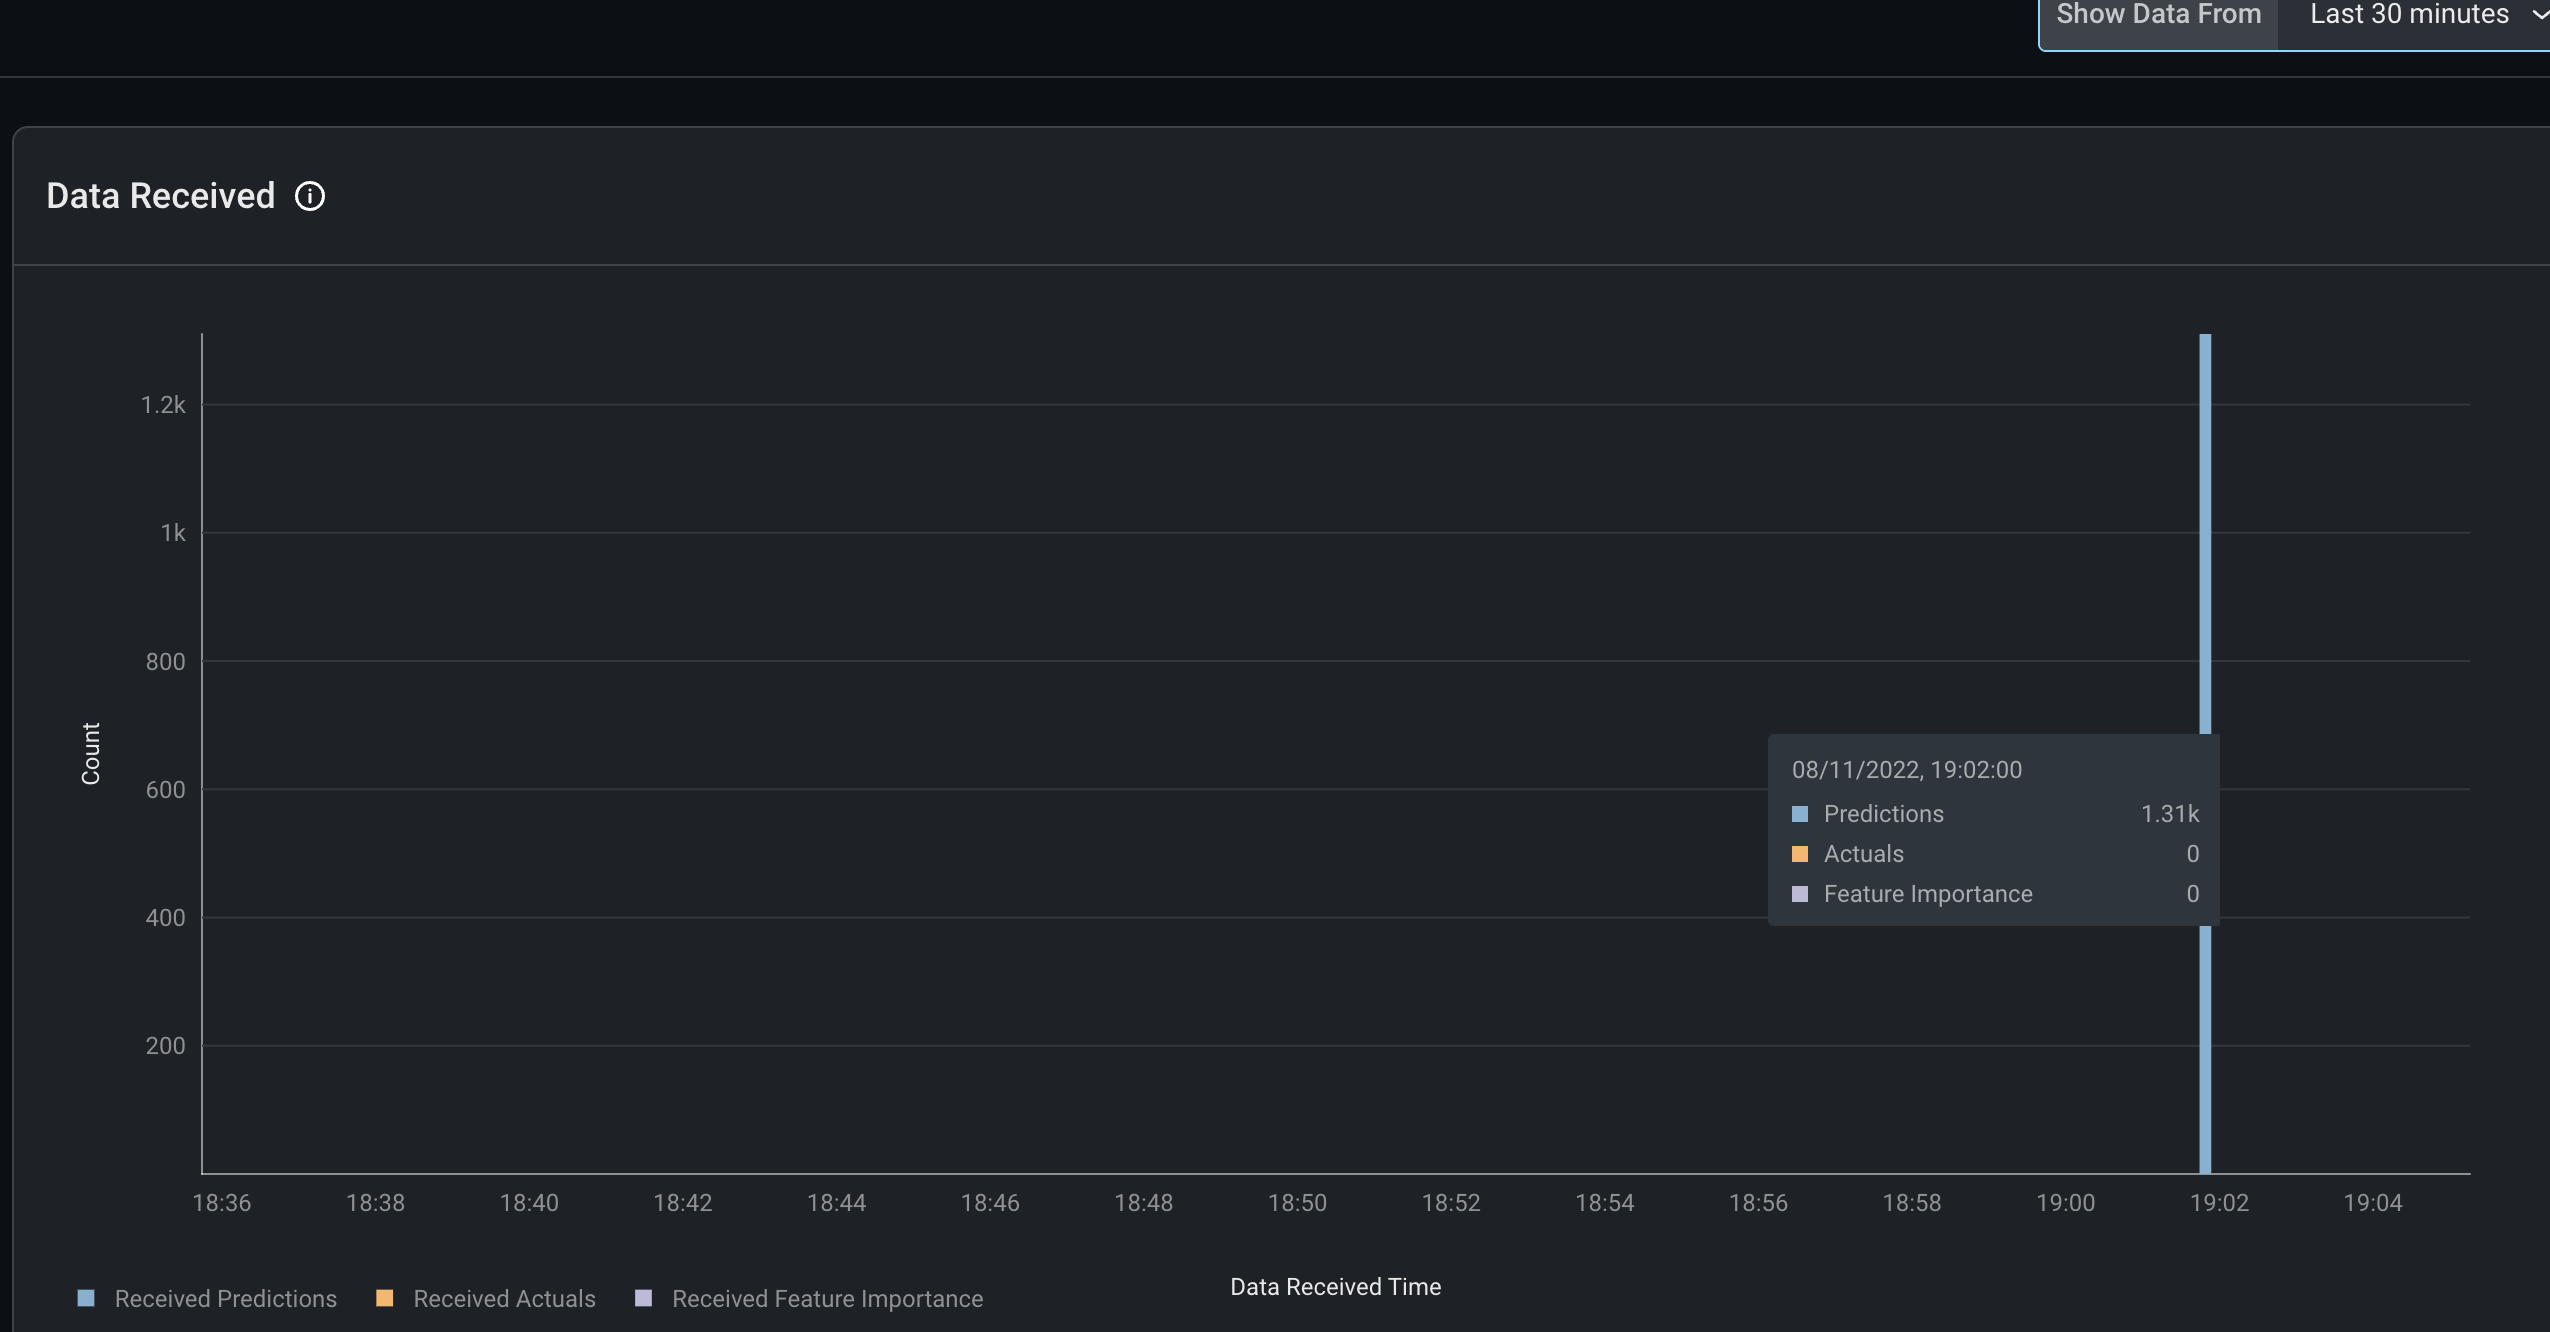 Show Data From Last 30 minutes
Data Received
1.2k
1k
800
600
400
200
Count
08/11/2022, 19:02:00
Predictions 1.31k
Actuals 0
Feature Importance 0
18:36 18:38 18:40 18:42 18:44 18:46 18:48 18:50 18:52 18:54 18:56 18:58 19:00 19:02 19:04
Data Received Time
Received Predictions Received Actuals Received Feature Importance